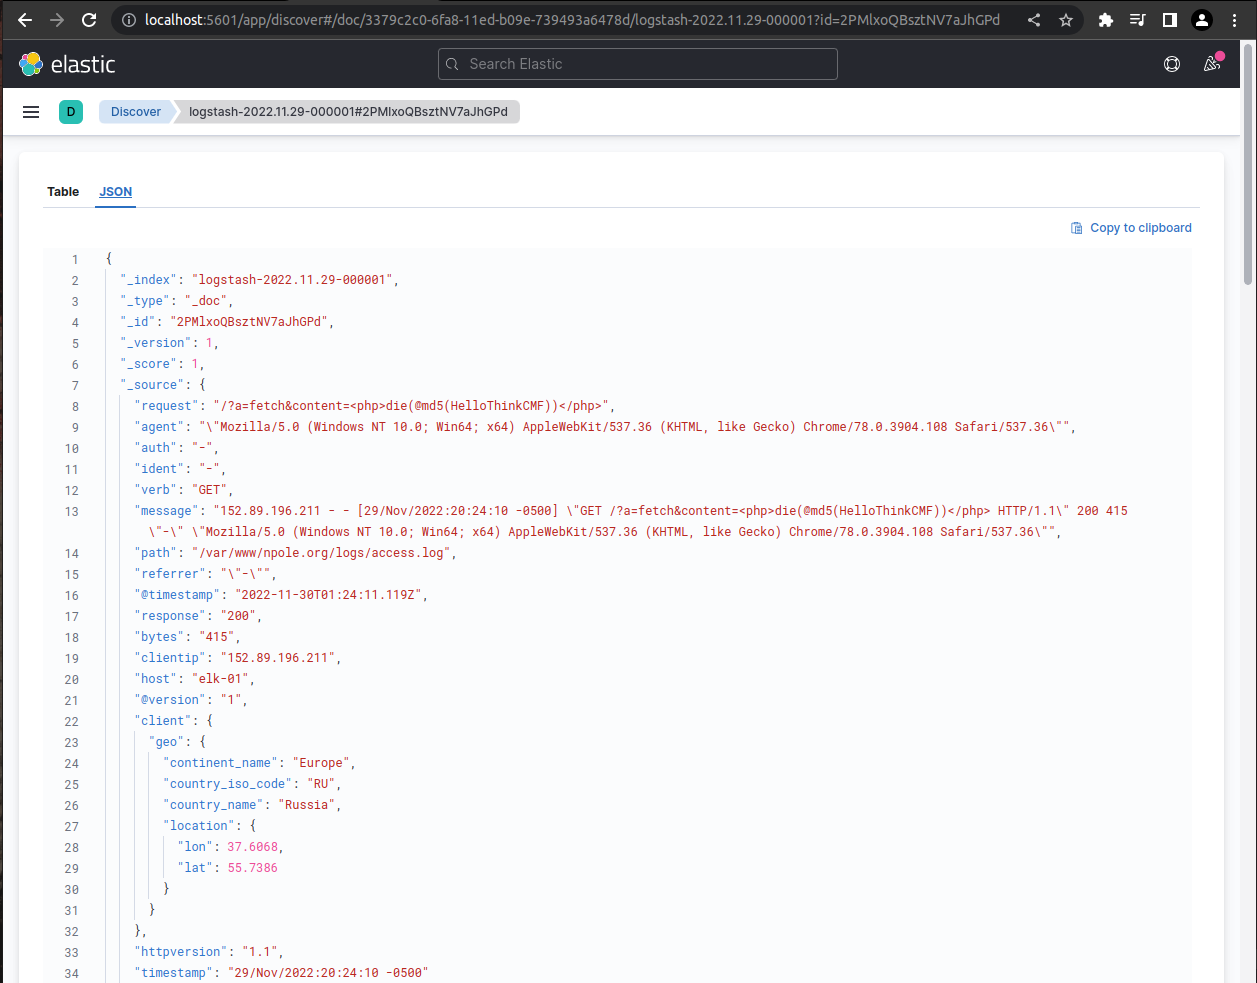 localhost:5601/app/discover#/doc/3379c2c0-6fa8-11ed-b09e-739493a6478d/logstash-2022.11.29-000001?id=2PMlxoQBsztNV7aJhGPd
elastic
Search Elastic
D
Discover
logstash-2022.11.29-000001#2PMlxoQBsztNV7aJhGPd
Table
JSON
Copy to clipboard
1 {
2 "_index": "logstash-2022.11.29-000001",
3 "_type": "_doc",
4 "_id": "2PMlxoQBsztNV7aJhGPd",
5 "_version": 1,
6 "_score": 1,
7 "_source": {
8 "request": "/?a=fetch&content=<php>die(@md5(HelloThinkCMF))</php>",
9 "agent": "\"Mozilla/5.0 (Windows NT 10.0; Win64; x64) AppleWebKit/537.36 (KHTML, like Gecko) Chrome/78.0.3904.108 Safari/537.36\"",
10 "auth": "-",
11 "ident": "-",
12 "verb": "GET",
13 "message": "152.89.196.211 - - [29/Nov/2022:20:24:10 -0500] \"GET /?a=fetch&content=<php>die(@md5(HelloThinkCMF))</php> HTTP/1.1\" 200 415
\"-\" \"Mozilla/5.0 (Windows NT 10.0; Win64; x64) AppleWebKit/537.36 (KHTML, like Gecko) Chrome/78.0.3904.108 Safari/537.36\"",
14 "path": "/var/www/npole.org/logs/access.log",
15 "referrer": "\"-\"",
16 "@timestamp": "2022-11-30T01:24:11.119Z",
17 "response": "200",
18 "bytes": "415",
19 "clientip": "152.89.196.211",
20 "host": "elk-01",
21 "@version": "1",
22 "client": {
23 "geo": {
24 "continent_name": "Europe",
25 "country_iso_code": "RU",
26 "country_name": "Russia",
27 "location": {
28 "lon": 37.6068,
29 "lat": 55.7386
30 }
31 }
32 },
33 "httpversion": "1.1",
34 "timestamp": "29/Nov/2022:20:24:10 -0500"